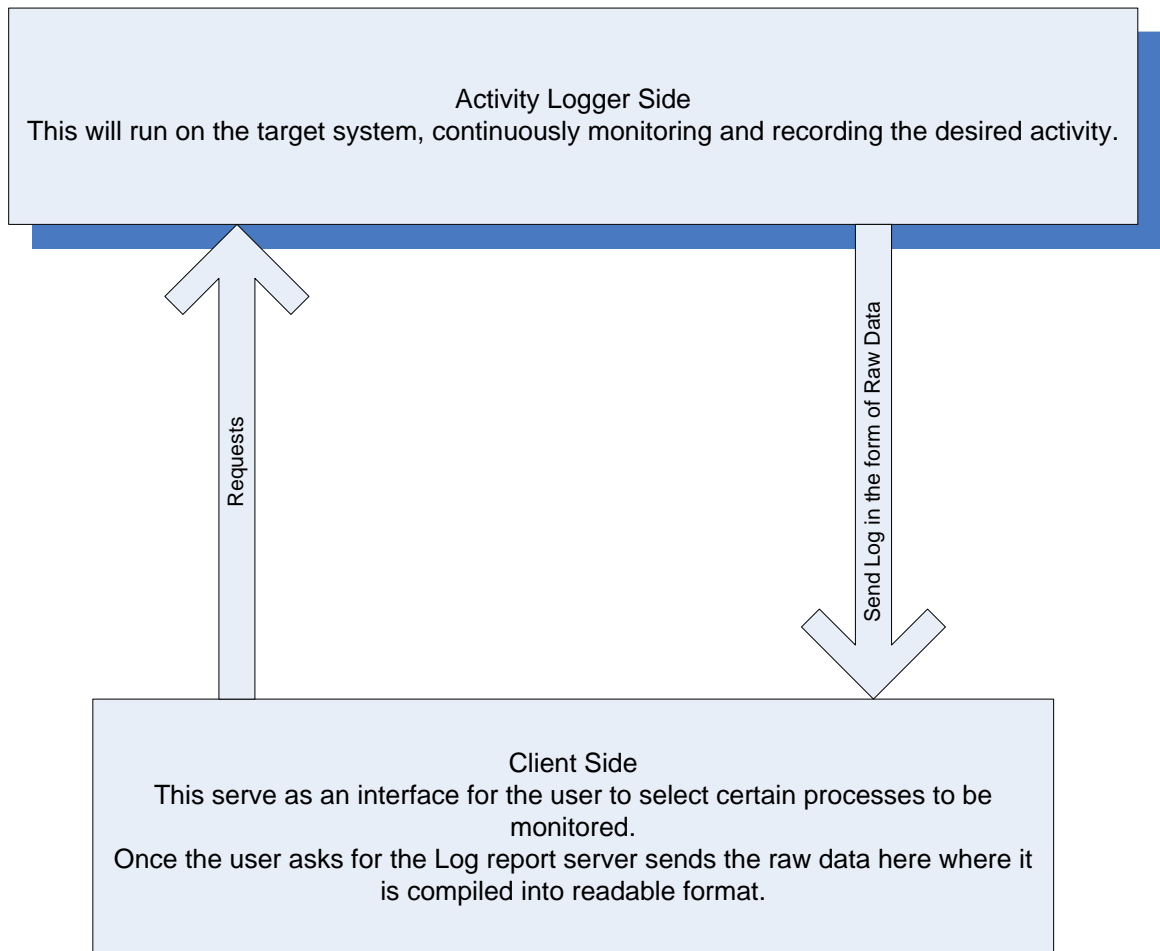 Activity Logger Side
This will run on the target system, continuously monitoring and recording the desired activity.
Requests
Send Log in the form of Raw Data
Client Side
This serve as an interface for the user to select certain processes to be
monitored.
Once the user asks for the Log report server sends the raw data here where it
is compiled into readable format.